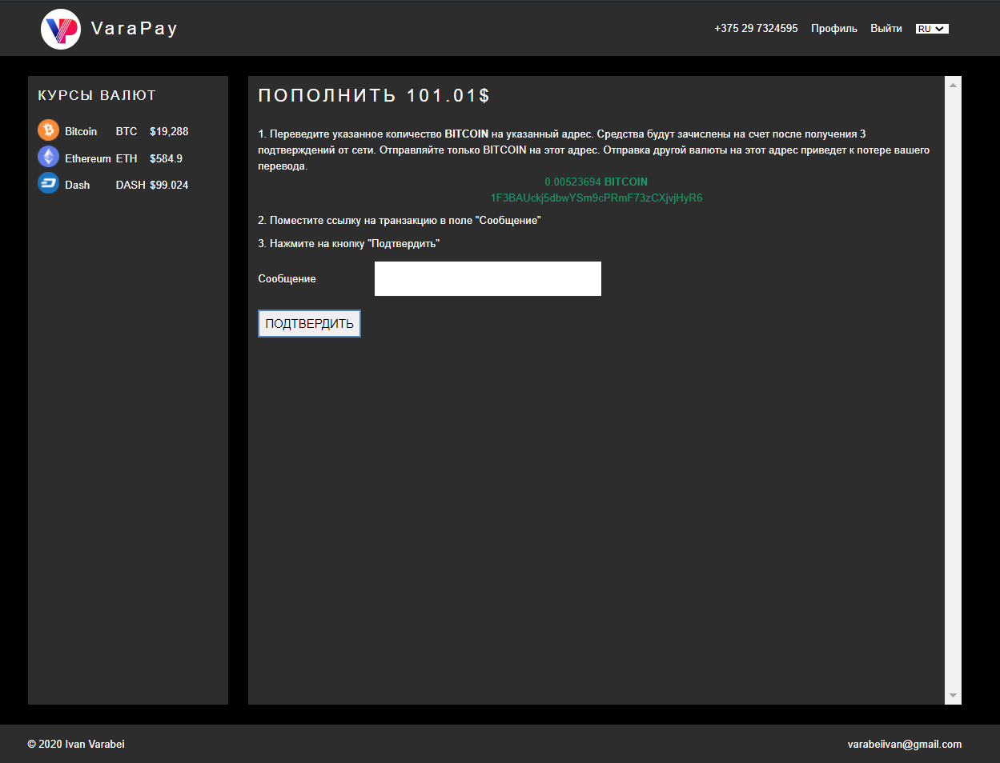 VaraPay
+375 29 7324595 Профиль Выйти RU
КУРСЫ ВАЛЮТ
Bitcoin BTC $19,288
Ethereum ETH $584.9
Dash DASH $99.024
ПОПОЛНИТЬ 101.01$
1. Переведите указанное количество BITCOIN на указанный адрес. Средства будут зачислены на счет после получения 3
подтверждений от сети. Отправляйте только BITCOIN на этот адрес. Отправка другой валюты на этот адрес приведет к потере вашего
перевода.
0.00523694 BITCOIN
1F3BAUckj5dbwYSm9cPRmF73zCXjvjHyR6
2. Поместите ссылку на транзакцию в поле "Сообщение"
3. Нажмите на кнопку "Подтвердить"
Сообщение
ПОДТВЕРДИТЬ
© 2020 Ivan Varabei
varabeiivan@gmail.com